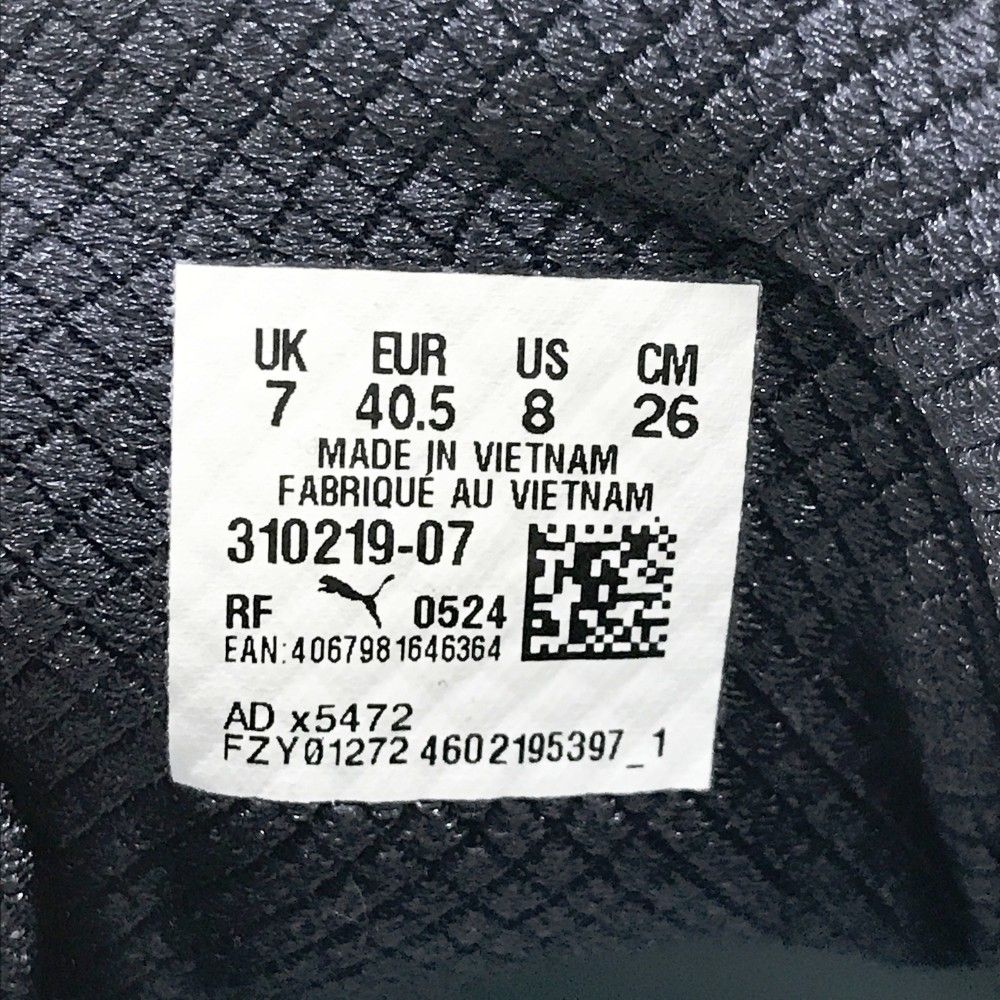 UK EUR US CM
7 40.5 8 26
MADE IN VIETNAM
FABRIQUÉ AU VIETNAM
310219-07
RF 0524
EAN:4067981646364
AD x5472
FZY01272 4602195397_1